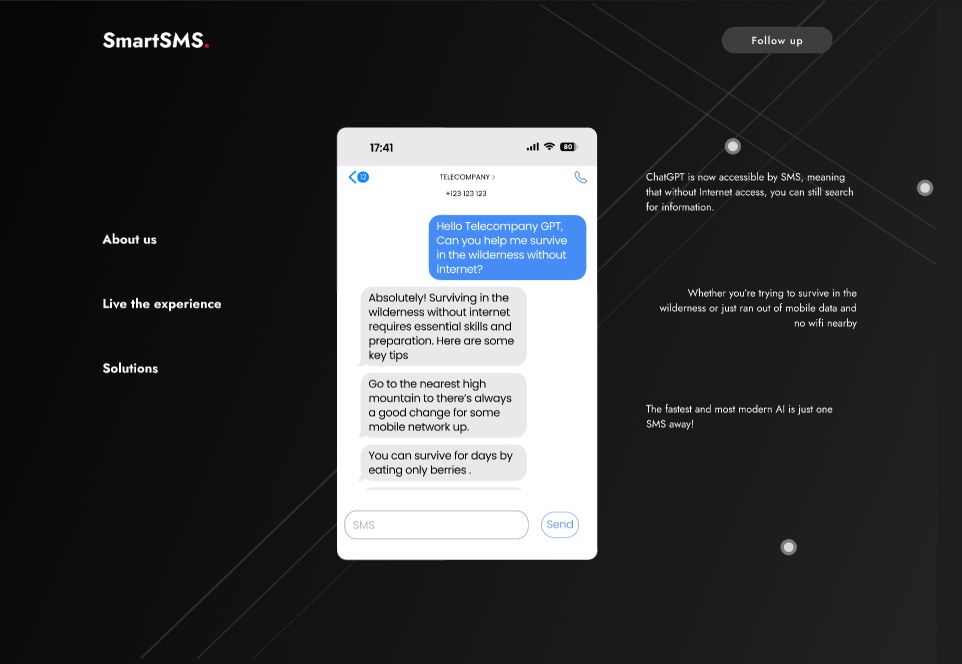 SmartSMS.
Follow up
About us
Live the experience
Solutions
17:41
80
12
TELECOMPANY >
+123 123 123
Hello Telecompany GPT,
Can you help me survive
in the wilderness without
internet?
Absolutely! Surviving in the
wilderness without internet
requires essential skills and
preparation. Here are some
key tips
Go to the nearest high
mountain to there's always
a good change for some
mobile network up.
You can survive for days by
eating only berries .
SMS
Send
ChatGPT is now accessible by SMS, meaning
that without Internet access, you can still search
for information.
Whether you're trying to survive in the
wilderness or just ran out of mobile data and
no wifi nearby
The fastest and most modern AI is just one
SMS away!